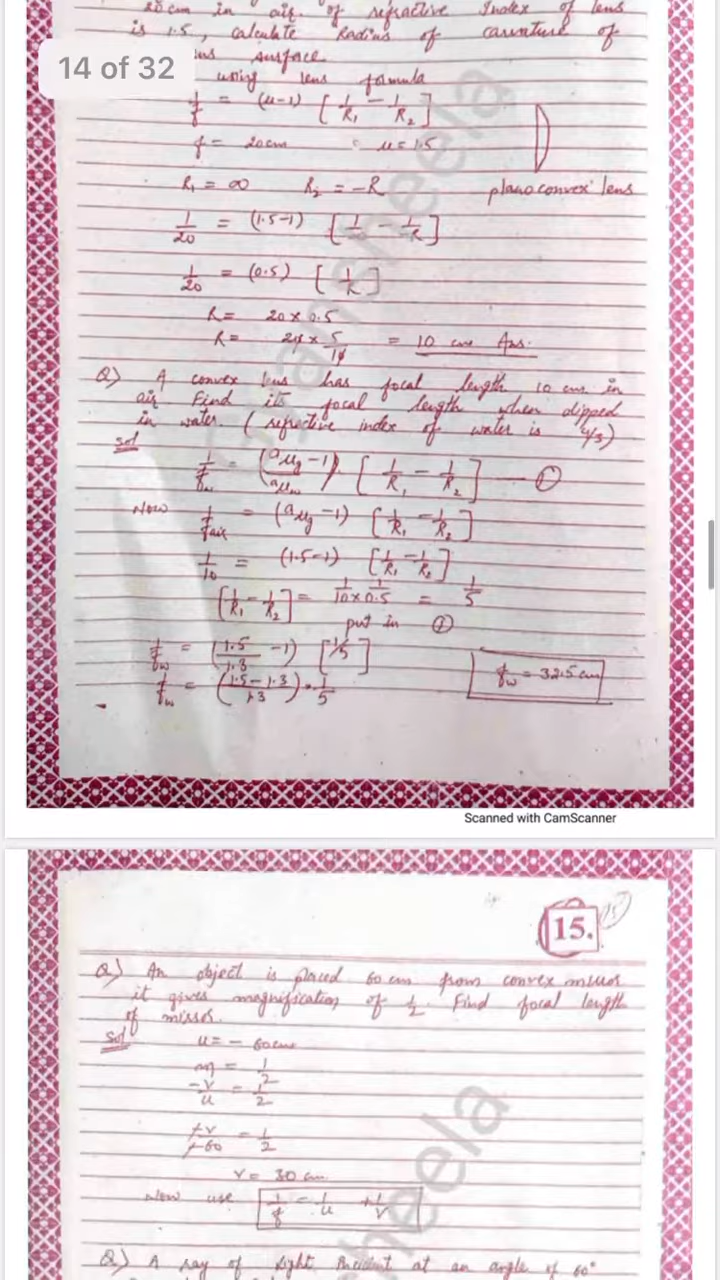 20cm in air. of refractive Index of lens
is 1.5, calculate Radius of curvature of
surface
14 of 32
using lens formula
1/f = (μ-1) [1/R₁ - 1/R₂]
f = 20cm μ = 1.5
R₁ = ∞ R₂ = -R
plano convex lens
1/20 = (1.5-1) [1/∞ - 1/-R]
1/20 = (0.5) [1/R]
R = 20 × 0.5
R = 20 × 5/10 = 10 cm Ans.
Q) A convex lens has focal length 10 cm in
air Find its focal length when dipped
in water. (refrective index of water is 4/3)
Sol
1/fw = (aμg/aμw - 1) [1/R₁ - 1/R₂] — ①
Now 1/fair = (aμg - 1) [1/R₁ - 1/R₂]
1/10 = (1.5-1) [1/R₁ - 1/R₂]
[1/R₁ - 1/R₂] = 1/10 × 1/0.5 = 1/5
put in ①
1/fw = (1.5/1.3 - 1) [1/5]
1/fw = (1.5-1.3/1.3) × 1/5
fw = 32.5 cm
Scanned with CamScanner
15.
15
Q) An object is placed 60 cm from convex mirror
it gives magnification of 1/2. Find focal length
of mirror.
Sol
u = - 60cm
m = 1/2
-v/u = 1/2
-v/-60 = 1/2
v = 30 cm
Now use 1/f = 1/u + 1/v
Q) A ray of light Incident at an angle of 60°